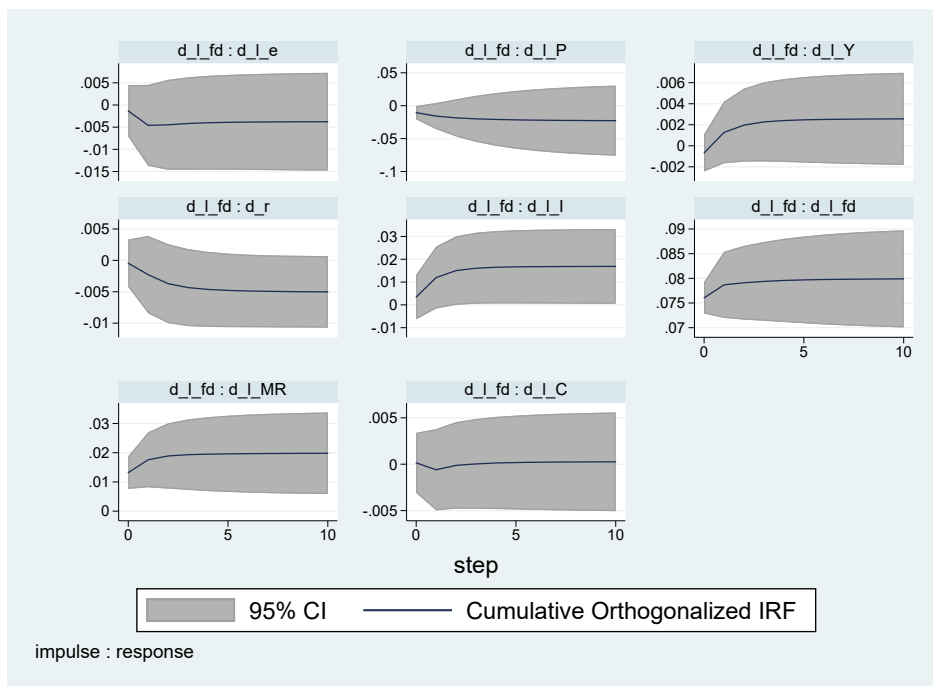 d_l_fd : d_l_e
d_l_fd : d_l_P
d_l_fd : d_l_Y
.005
0
-.005
-.01
-.015
.05
0
-.05
-.1
.006
.004
.002
0
-.002
d_l_fd : d_r
d_l_fd : d_l_I
d_l_fd : d_l_fd
.005
0
-.005
-.01
.03
.02
.01
0
-.01
.09
.085
.08
.075
.07
0 5 10
d_l_fd : d_l_MR
d_l_fd : d_l_C
.03
.02
.01
0
.005
0
-.005
0 5 10
0 5 10
step
95% CI
Cumulative Orthogonalized IRF
impulse : response